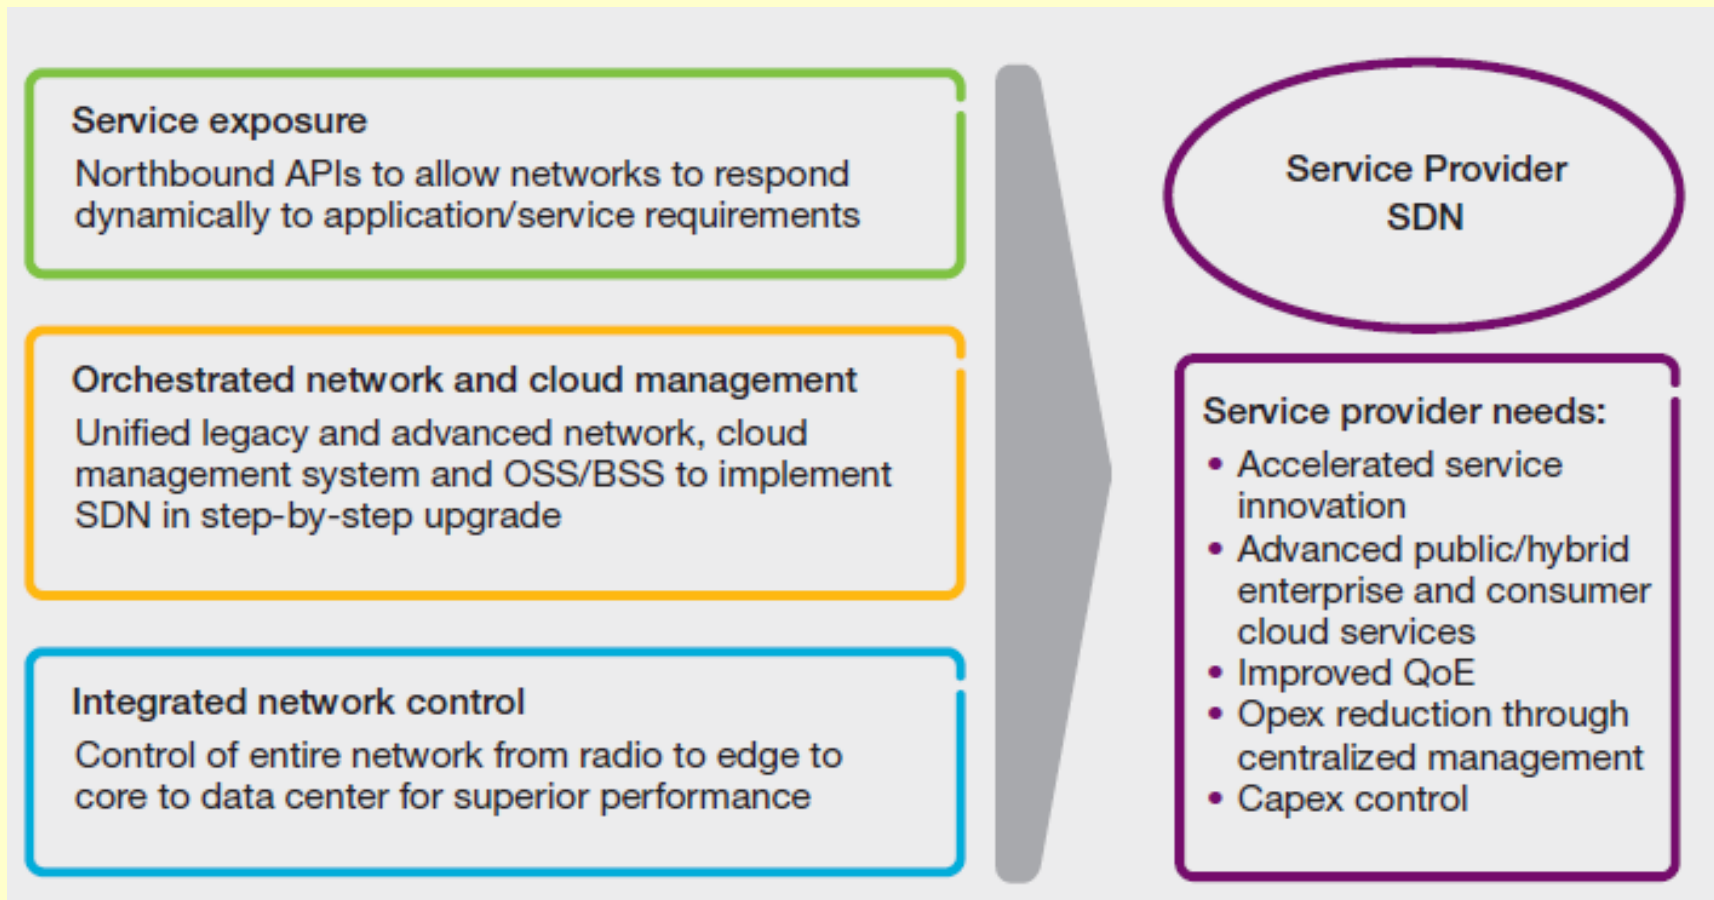 Service exposure
Northbound APIs to allow networks to respond
dynamically to application/service requirements
Orchestrated network and cloud management
Unified legacy and advanced network, cloud
management system and OSS/BSS to implement
SDN in step-by-step upgrade
Integrated network control
Control of entire network from radio to edge to
core to data center for superior performance
Service Provider
SDN
Service provider needs:
• Accelerated service
innovation
• Advanced public/hybrid
enterprise and consumer
cloud services
• Improved QoE
• Opex reduction through
centralized management
• Capex control